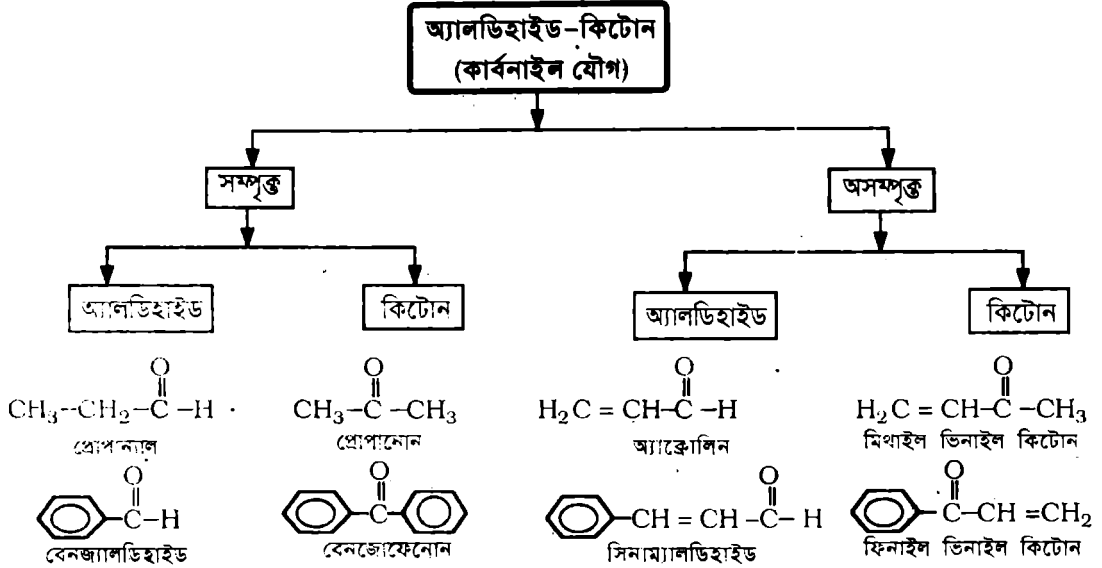 অ্যালডিহাইড-কিটোন
(কার্বনাইল যৌগ)
সম্পৃক্ত
অসম্পৃক্ত
অ্যালডিহাইড
কিটোন
অ্যালডিহাইড
কিটোন
O
CH₃-CH₂-C-H
প্রোপান্যাল
O
CH₃-C-CH₃
প্রোপানোন
O
H₂C=CH-C-H
অ্যাক্রোলিন
O
H₂C=CH-C-CH₃
মিথাইল ভিনাইল কিটোন
O
C-H
বেনজ্যালডিহাইড
O
C
বেনজোফেনোন
O
CH=CH-C-H
সিনাম্যালডিহাইড
O
C-CH=CH₂
ফিনাইল ভিনাইল কিটোন